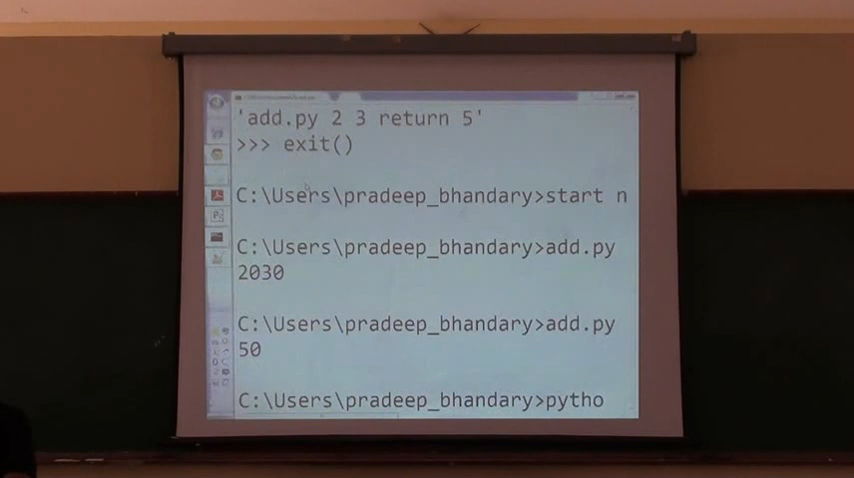 'add.py 2 3 return 5'
>>> exit()
C:\Users\pradeep_bhandary>start n
C:\Users\pradeep_bhandary>add.py
2030
C:\Users\pradeep_bhandary>add.py
50
C:\Users\pradeep_bhandary>pytho